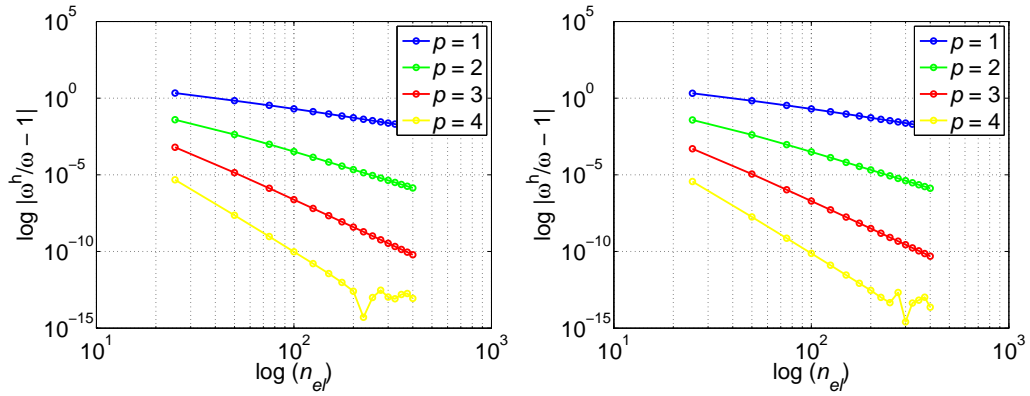 10^5
10^0
10^-5
10^-10
10^-15
log |ω^h/ω − 1|
p = 1
p = 2
p = 3
p = 4
10^1
10^2
10^3
log (n_el)
10^5
10^0
10^-5
10^-10
10^-15
log |ω^h/ω − 1|
p = 1
p = 2
p = 3
p = 4
10^1
10^2
10^3
log (n_el)